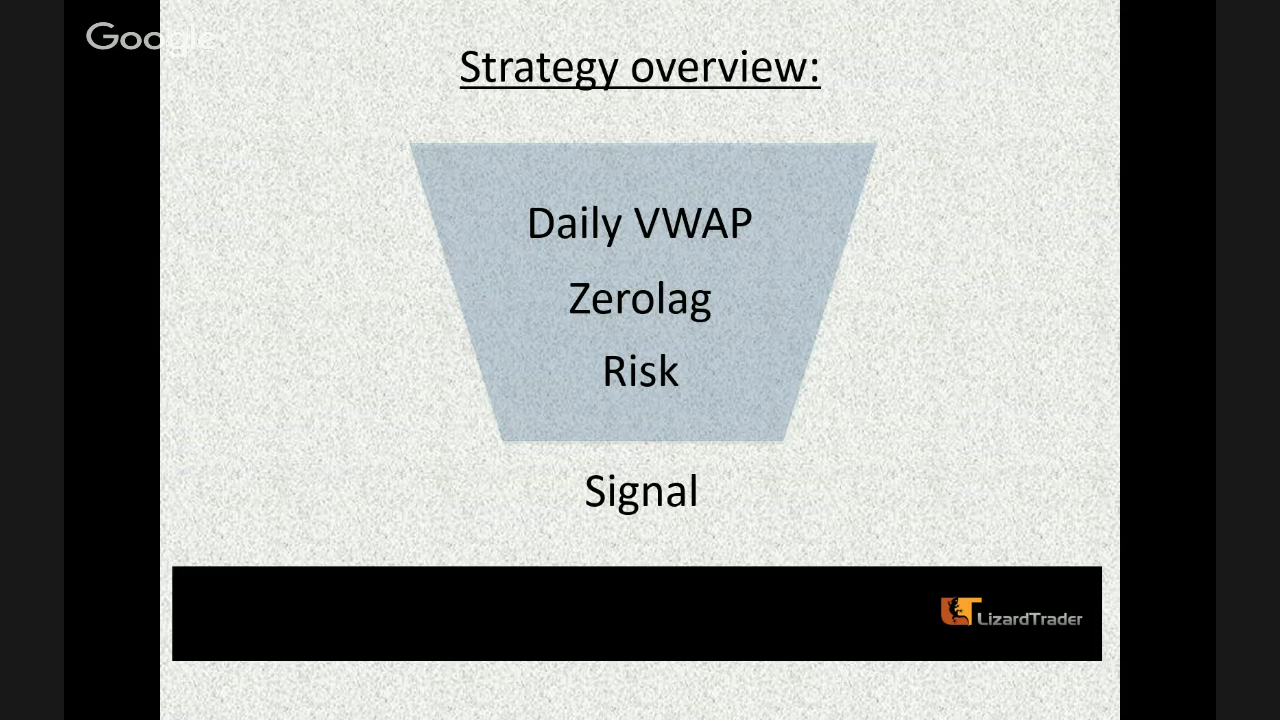 Google
Strategy overview:
Daily VWAP
Zerolag
Risk
Signal
LizardTrader